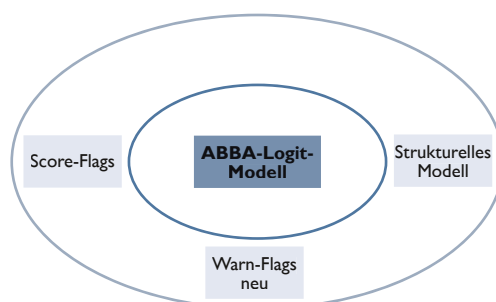 Score-Flags
ABBA-Logit-
Modell
Strukturelles
Modell
Warn-Flags
neu